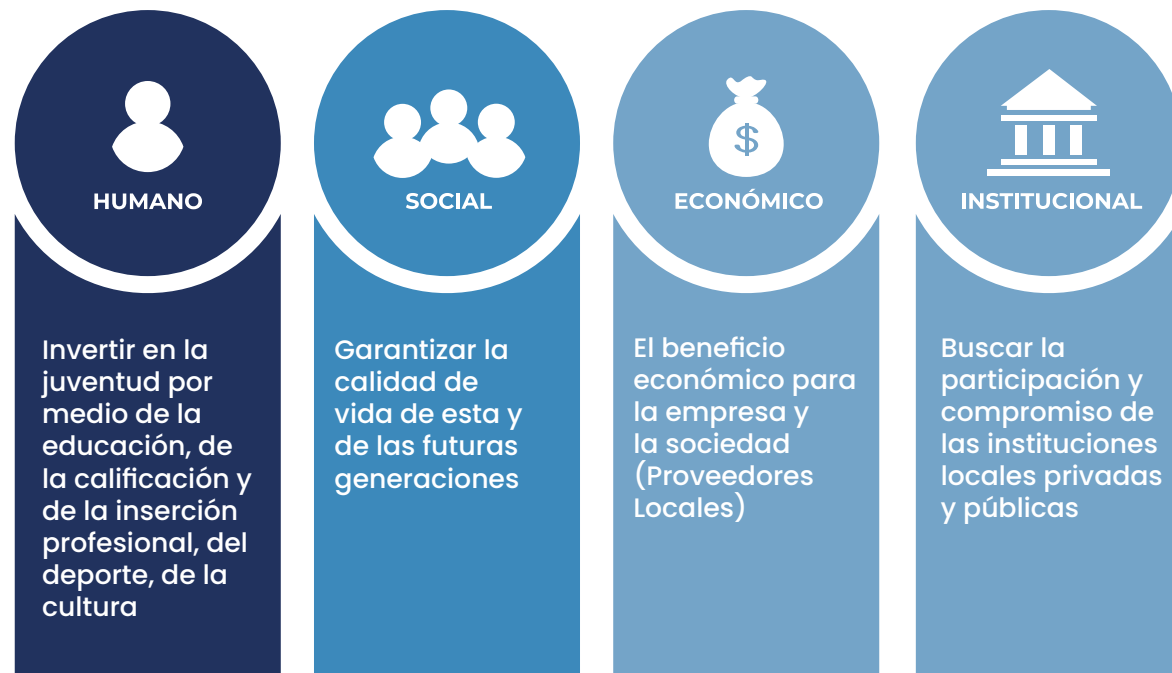 HUMANO
Invertir en la
juventud por
medio de la
educación, de
la calificación y
de la inserción
profesional, del
deporte, de la
cultura
SOCIAL
Garantizar la
calidad de
vida de esta y
de las futuras
generaciones
$
ECONÓMICO
El beneficio
económico para
la empresa y
la sociedad
(Proveedores
Locales)
INSTITUCIONAL
Buscar la
participación y
compromiso de
las instituciones
locales privadas
y públicas